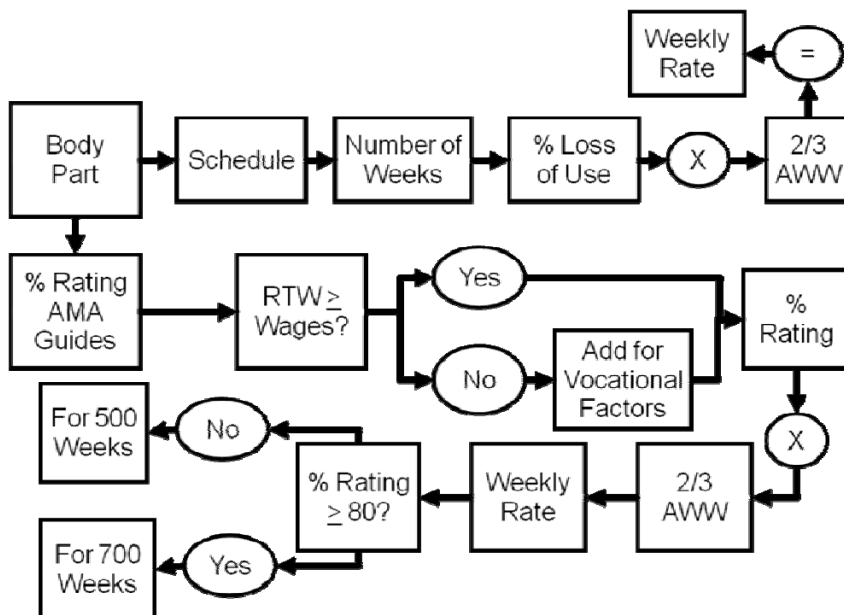 Weekly
Rate
=
Body
Part
Schedule
Number of
Weeks
% Loss
of Use
X
2/3
AWW
% Rating
AMA
Guides
RTW ≥
Wages?
Yes
No
Add for
Vocational
Factors
%
Rating
X
2/3
AWW
Weekly
Rate
% Rating
≥ 80?
No
For 500
Weeks
Yes
For 700
Weeks